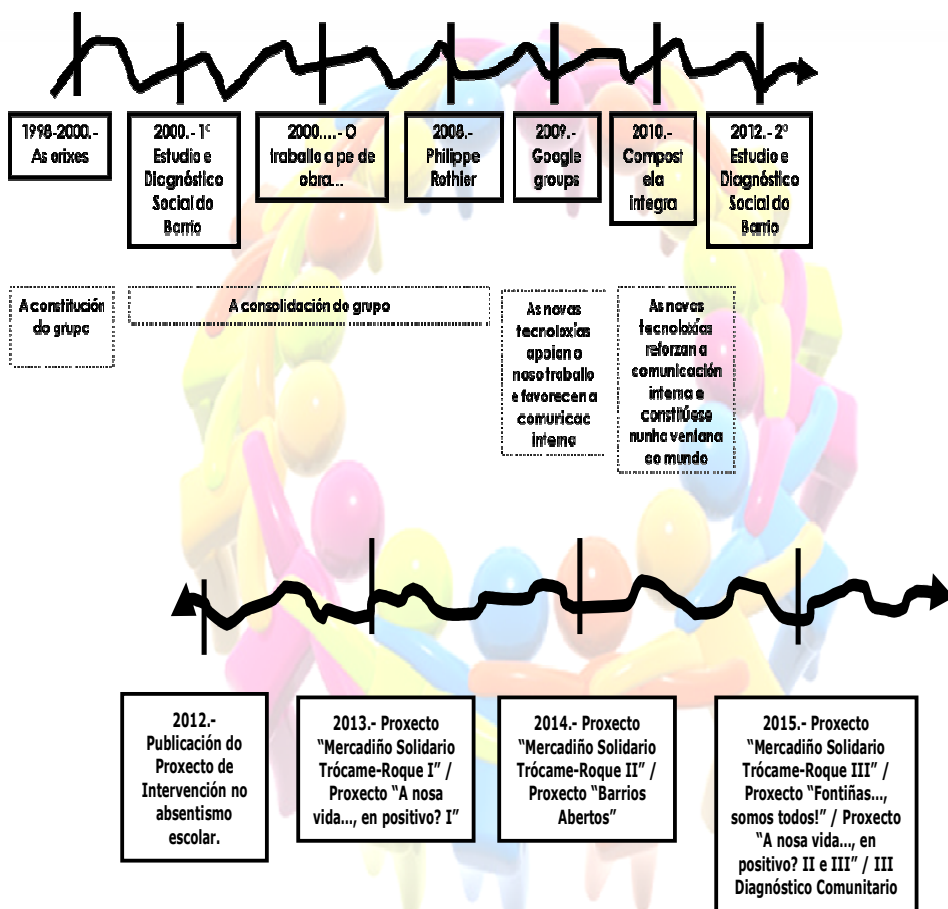 1998-2000.-
As orixes
2000.- 1º
Estudio e
Diagnóstico
Social do
Barrio
2000....- O
traballo a pe de
obra...
2008.-
Philippe
Rothier
2009.-
Google
groups
2010.-
Compost
ela
integra
2012.- 2º
Estudio e
Diagnóstico
Social do
Barrio
A constitución
do grupo
A consolidación do grupo
As novas
tecnoloxías
apoian o
noso traballo
e favorecen a
comunicac
interna
As novas
tecnoloxías
reforzan a
comunicación
interna e
constitúese
nunha ventana
ao mundo
2012.-
Publicación do
Proxecto de
Intervención no
absentismo
escolar.
2013.- Proxecto
“Mercadiño Solidario
Trócame-Roque I” /
Proxecto “A nosa
vida..., en positivo? I”
2014.- Proxecto
“Mercadiño Solidario
Trócame-Roque II” /
Proxecto “Barrios
Abertos”
2015.- Proxecto
“Mercadiño Solidario
Trócame-Roque III” /
Proxecto “Fontiñas...,
somos todos!” / Proxecto
“A nosa vida..., en
positivo? II e III” / III
Diagnóstico Comunitario